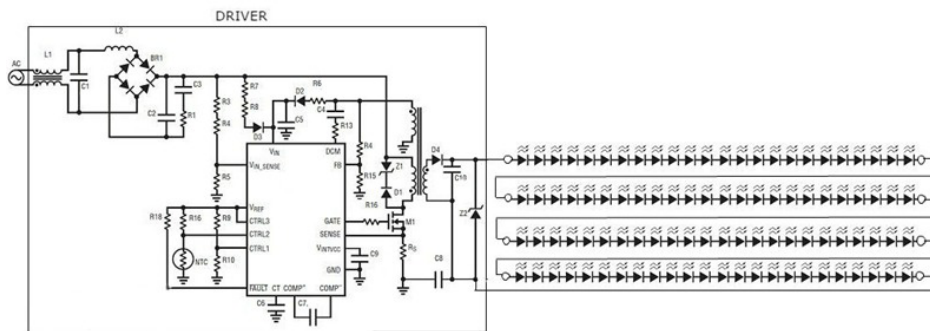 DRIVER
L2
L1
AC
BR1
C1
C3
C2
R1
R7
R8
D3
R3
R4
R5
D2
R6
C5
C4
R13
R4
R15
Z1
D1
D4
C10
Z2
VIN
DCM
VIN_SENSE
FB
VREF
CTRL3
CTRL2
CTRL1
GATE
SENSE
VINTVCC
GND
FAULT CT COMP+ COMP-
R18
R16
R9
R10
NTC
R16
M1
RS
C9
C8
C6
C7